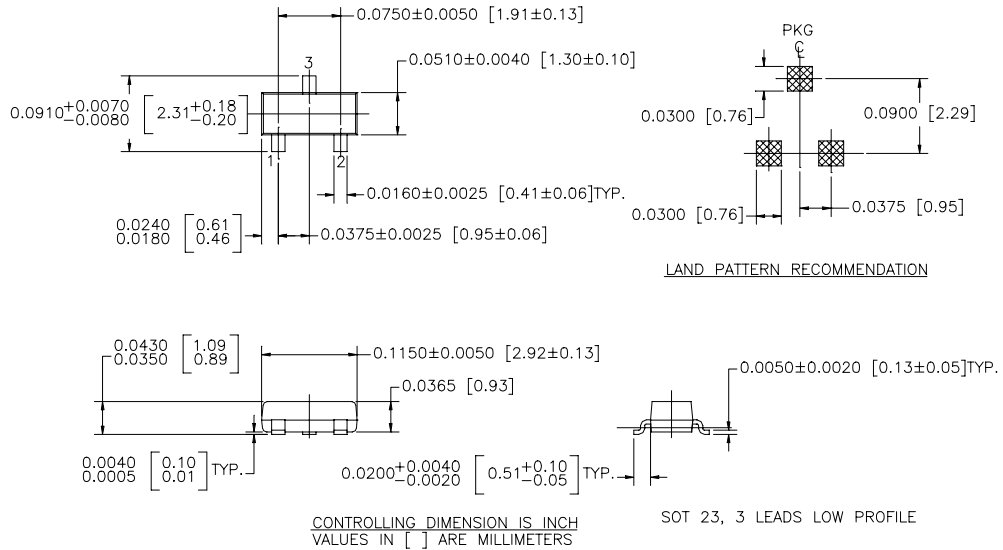 0.0750±0.0050 [1.91±0.13]
3
0.0510±0.0040 [1.30±0.10]
0.0910+0.0070 -0.0080 [2.31+0.18 -0.20]
1
2
0.0160±0.0025 [0.41±0.06]TYP.
0.0240 [0.61]
0.0180 [0.46]
0.0375±0.0025 [0.95±0.06]
PKG
℄
0.0300 [0.76]
0.0900 [2.29]
0.0300 [0.76]
0.0375 [0.95]
LAND PATTERN RECOMMENDATION
0.0430 [1.09]
0.0350 [0.89]
0.1150±0.0050 [2.92±0.13]
0.0365 [0.93]
0.0050±0.0020 [0.13±0.05]TYP.
0.0040 [0.10]
0.0005 [0.01] TYP.
0.0200+0.0040 -0.0020 [0.51+0.10 -0.05] TYP.
CONTROLLING DIMENSION IS INCH
VALUES IN [ ] ARE MILLIMETERS
SOT 23, 3 LEADS LOW PROFILE